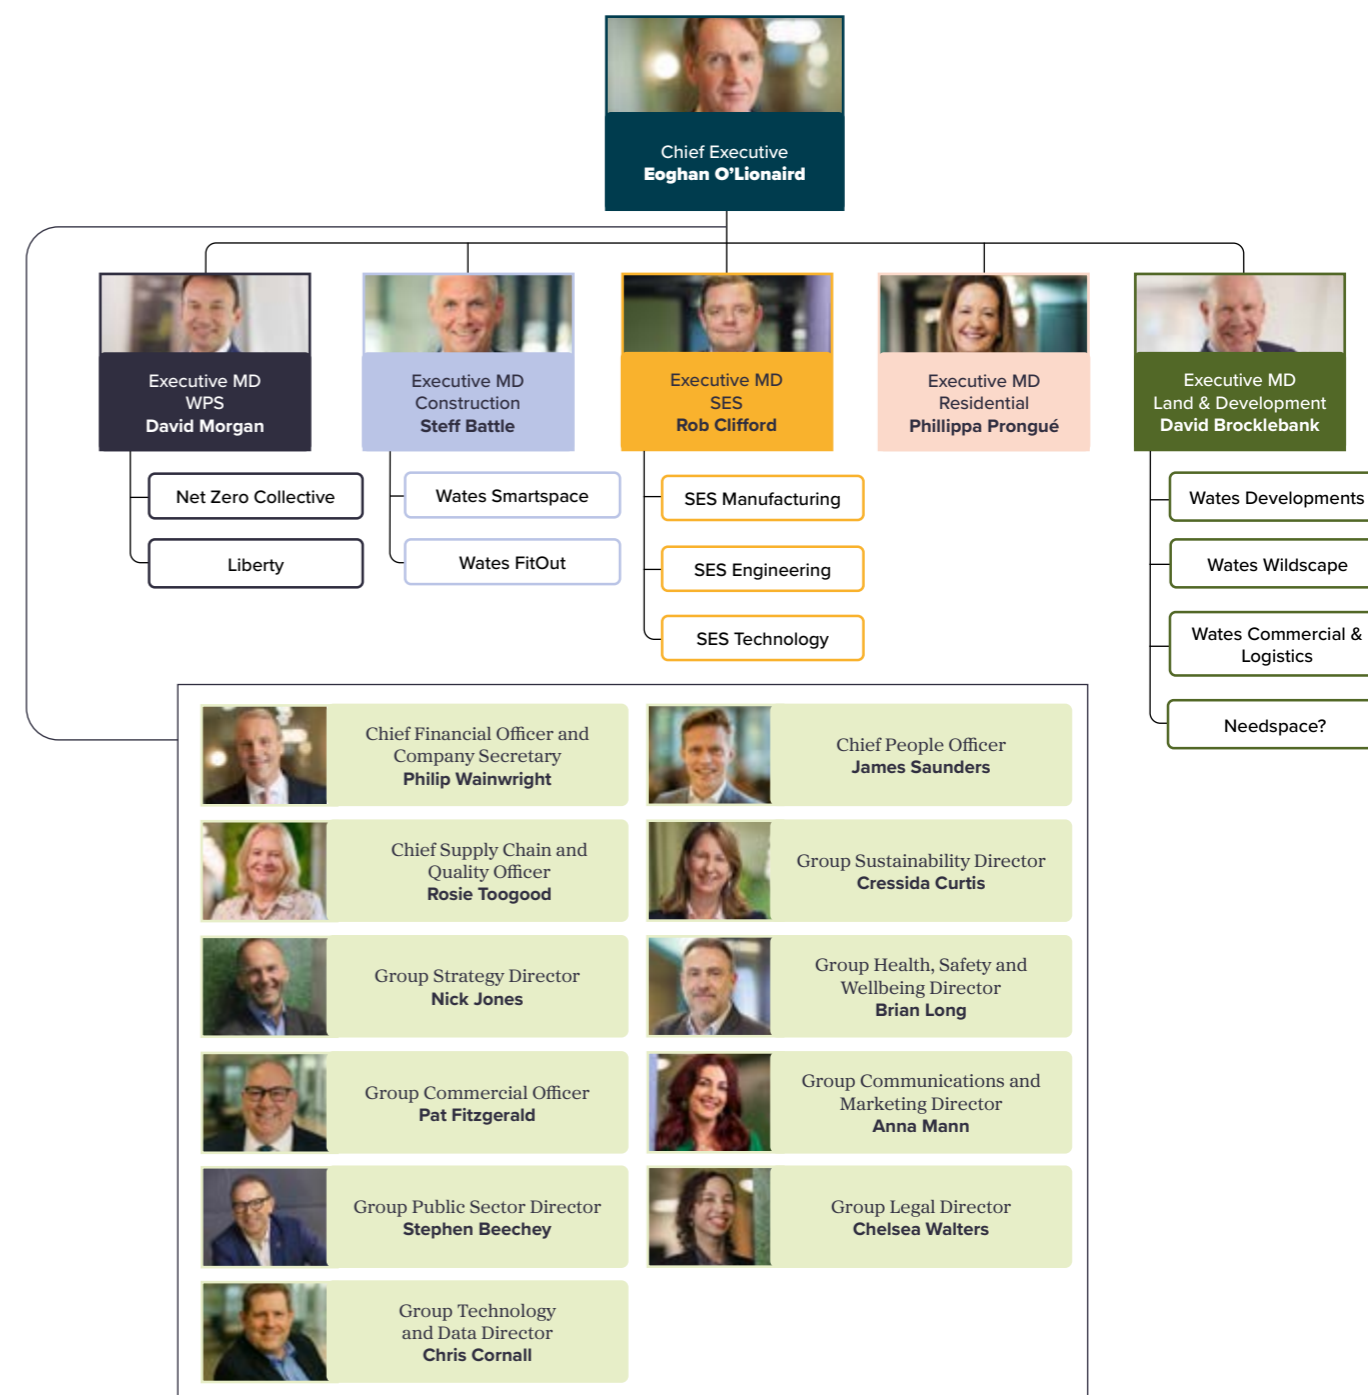 Chief Executive
Eoghan O'Lionaird
Executive MD
WPS
David Morgan
Net Zero Collective
Liberty
Executive MD
Construction
Steff Battle
Wates Smartspace
Wates FitOut
Executive MD
SES
Rob Clifford
SES Manufacturing
SES Engineering
SES Technology
Executive MD
Residential
Phillippa Prongué
Executive MD
Land & Development
David Brocklebank
Wates Developments
Wates Wildscape
Wates Commercial &
Logistics
Needspace?
Chief Financial Officer and
Company Secretary
Philip Wainwright
Chief People Officer
James Saunders
Chief Supply Chain and
Quality Officer
Rosie Toogood
Group Sustainability Director
Cressida Curtis
Group Strategy Director
Nick Jones
Group Health, Safety and
Wellbeing Director
Brian Long
Group Commercial Officer
Pat Fitzgerald
Group Communications and
Marketing Director
Anna Mann
Group Public Sector Director
Stephen Beechey
Group Legal Director
Chelsea Walters
Group Technology
and Data Director
Chris Cornall